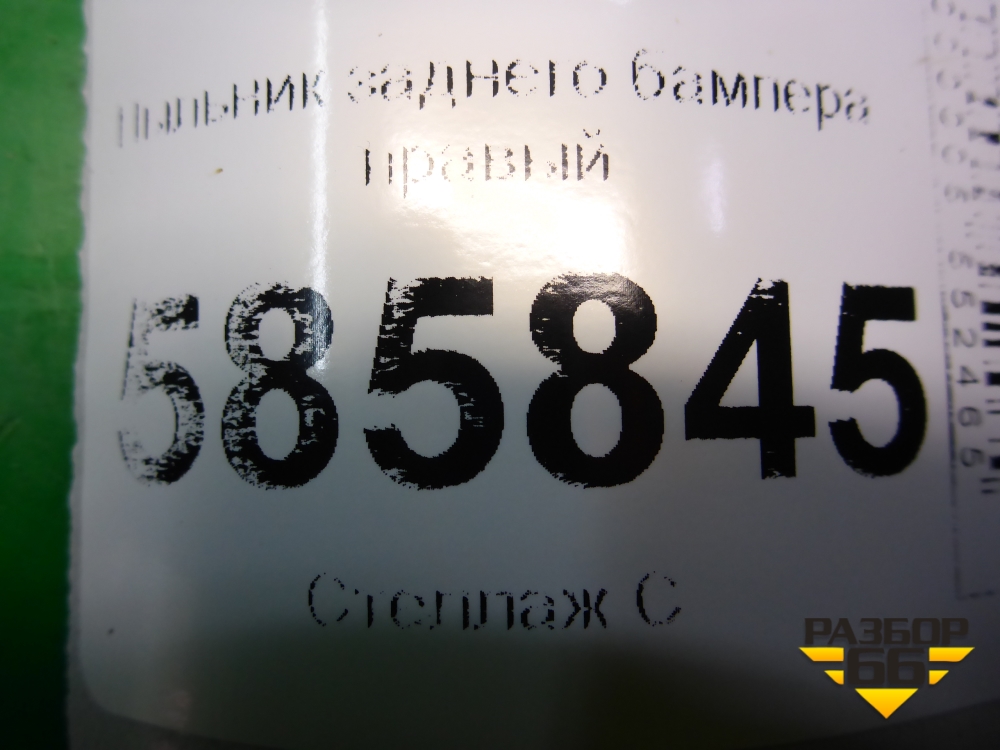 Пыльник заднего бампера
правый
585845
Стеллаж С
РАЗБОР
66